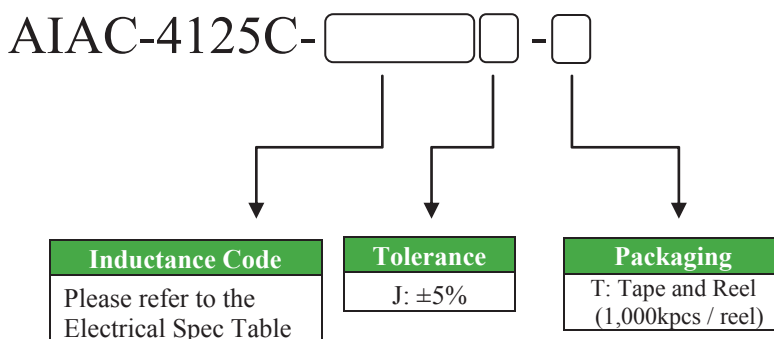 AIAC-4125C- -
Inductance Code
Please refer to the
Electrical Spec Table
Tolerance
J: ±5%
Packaging
T: Tape and Reel
(1,000kpcs / reel)